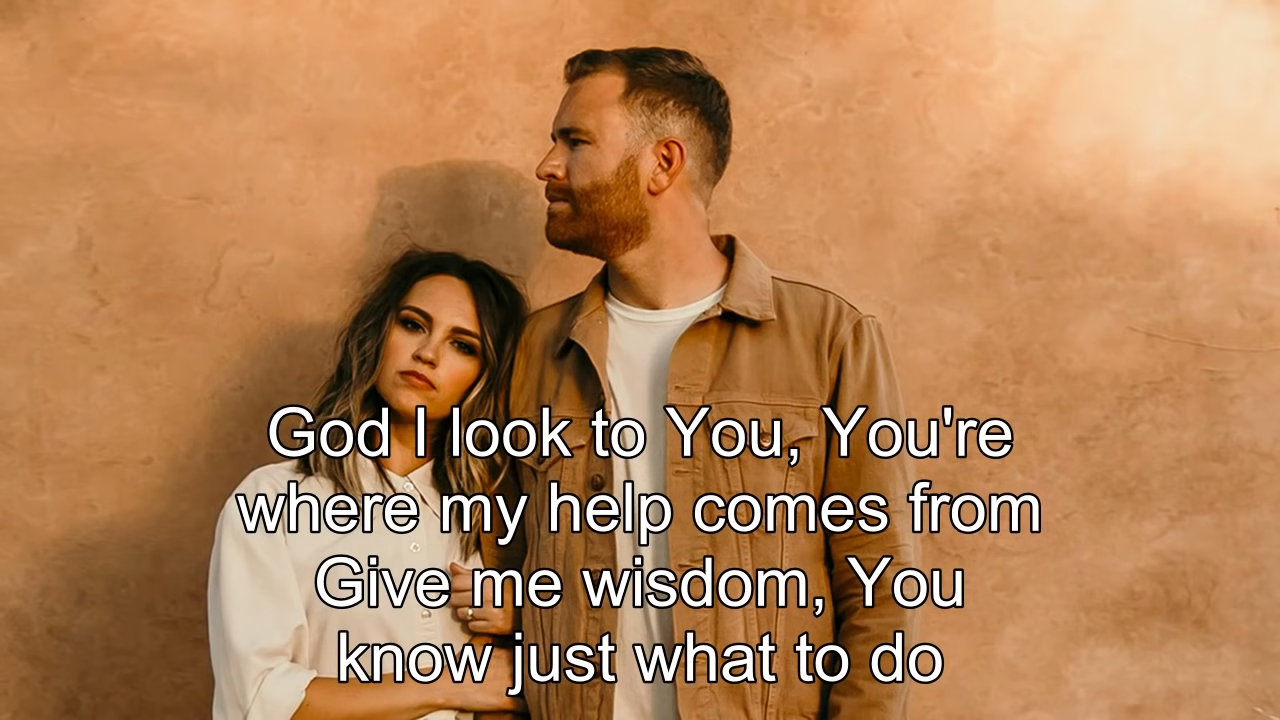 God I look to You, You're
where my help comes from
Give me wisdom, You
know just what to do